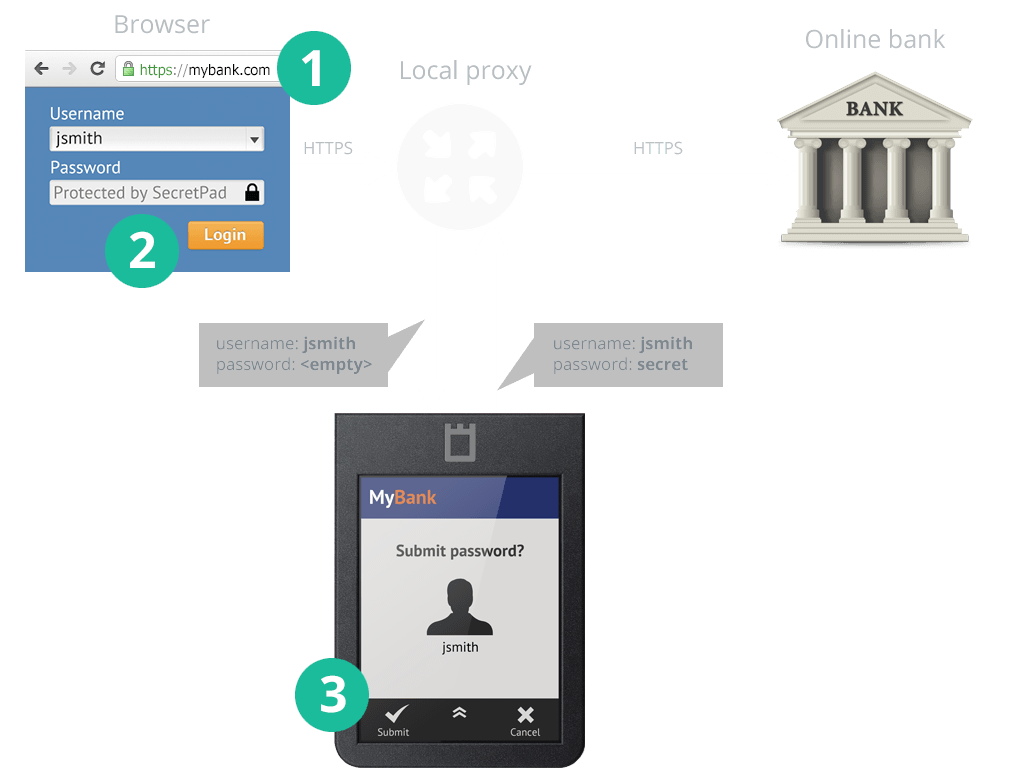 Browser
https://mybank.com
1
Username
jsmith
Password
Protected by SecretPad
Login
2
Local proxy
HTTPS
HTTPS
Online bank
BANK
username: jsmith
password: <empty>
username: jsmith
password: secret
MyBank
Submit password?
jsmith
3
Submit
Cancel